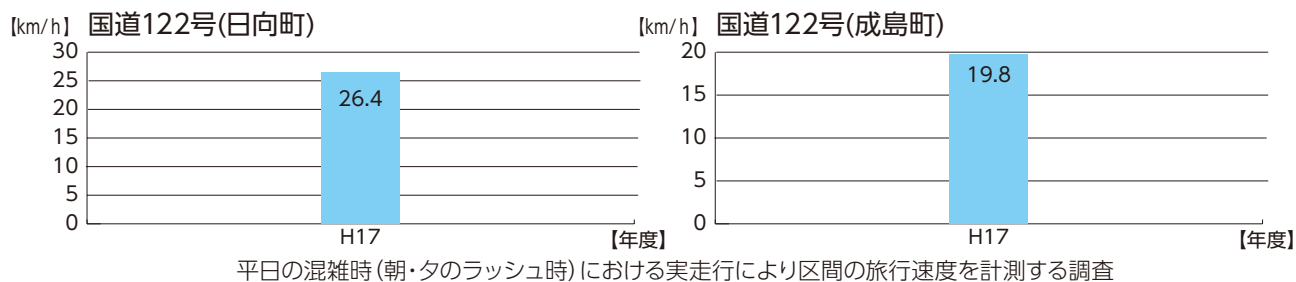 【km/h】 国道122号(日向町)
30
25
20
15
10
5
0
26.4
H17
【年度】
【km/h】 国道122号(成島町)
20
15
10
5
0
19.8
H17
【年度】
平日の混雑時(朝・夕のラッシュ時)における実走行により区間の旅行速度を計測する調査